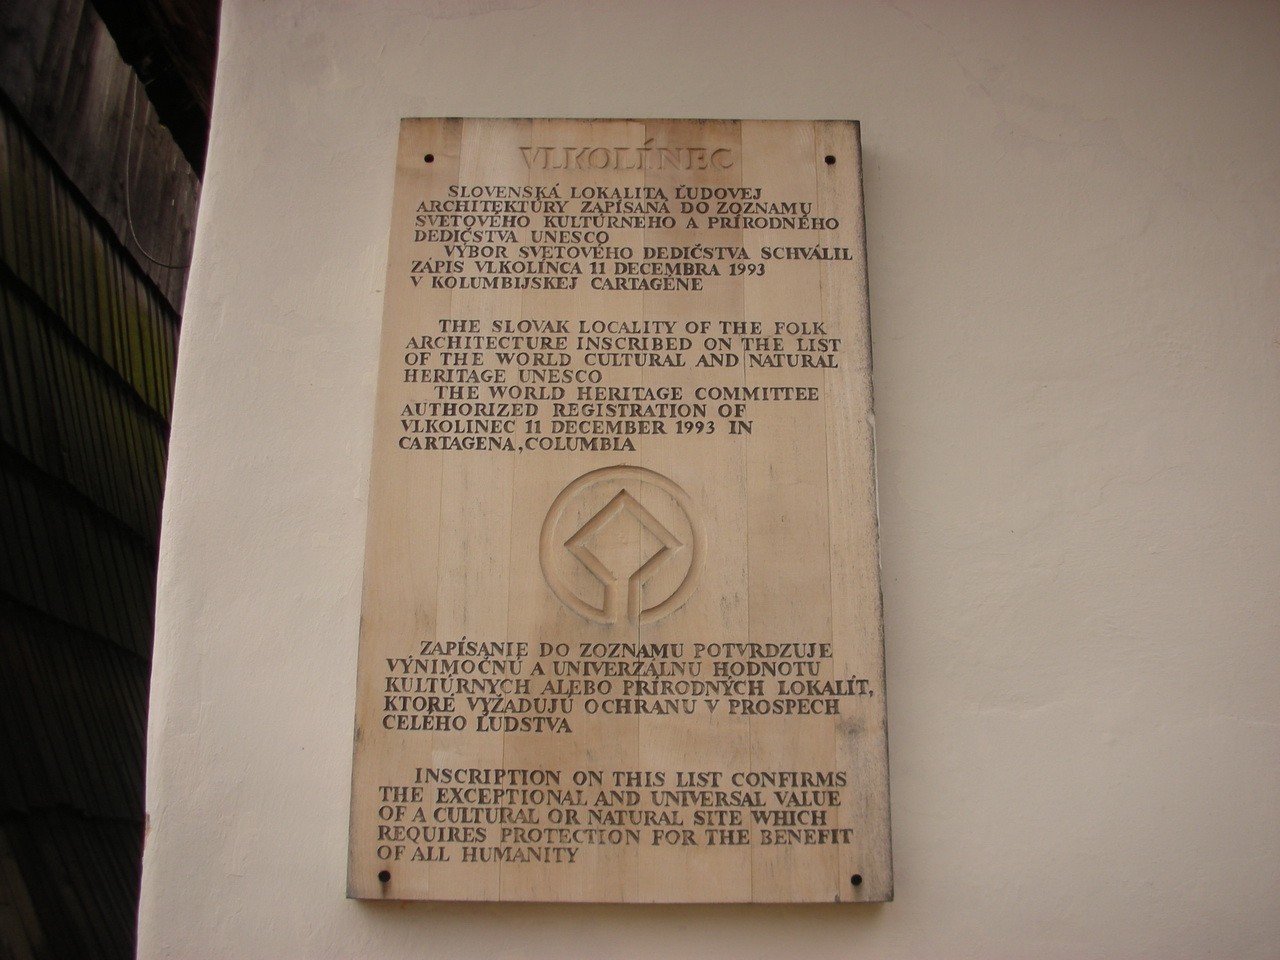 VLKOLÍNEC
SLOVENSKÁ LOKALITA ĽUDOVEJ
ARCHITEKTÚRY ZAPÍSANÁ DO ZOZNAMU
SVETOVÉHO KULTÚRNEHO A PRÍRODNÉHO
DEDIČSTVA UNESCO
VÝBOR SVETOVÉHO DEDIČSTVA SCHVÁLIL
ZÁPIS VLKOLÍNCA 11 DECEMBRA 1993
V KOLUMBIJSKEJ CARTAGÉNE
THE SLOVAK LOCALITY OF THE FOLK
ARCHITECTURE INSCRIBED ON THE LIST
OF THE WORLD CULTURAL AND NATURAL
HERITAGE UNESCO
THE WORLD HERITAGE COMMITTEE
AUTHORIZED REGISTRATION OF
VLKOLINEC 11 DECEMBER 1993 IN
CARTAGENA, COLUMBIA
ZAPÍSANIE DO ZOZNAMU POTVRDZUJE
VÝNIMOČNÚ A UNIVERZÁLNU HODNOTU
KULTÚRNYCH ALEBO PRÍRODNÝCH LOKALÍT,
KTORÉ VYŽADUJÚ OCHRANU V PROSPECH
CELÉHO ĽUDSTVA
INSCRIPTION ON THIS LIST CONFIRMS
THE EXCEPTIONAL AND UNIVERSAL VALUE
OF A CULTURAL OR NATURAL SITE WHICH
REQUIRES PROTECTION FOR THE BENEFIT
OF ALL HUMANITY